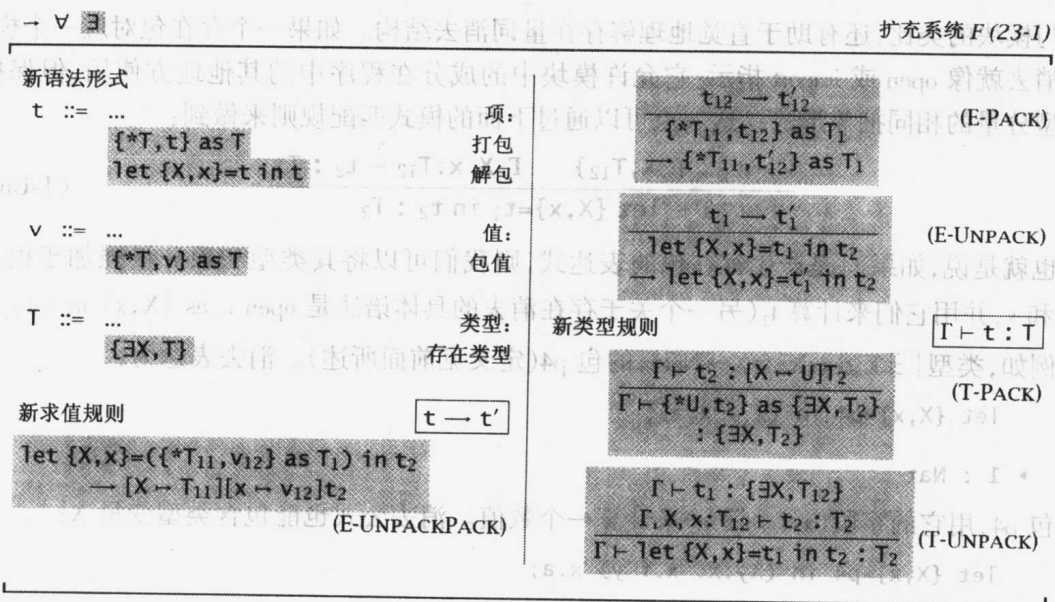 → ∀ ∃ 扩充系统 F (23-1)
新语法形式
t ::= ... 项:
{*T,t} as T 打包
let {X,x}=t in t 解包
v ::= ... 值:
{*T,v} as T 包值
T ::= ... 类型:
{∃X,T} 存在类型
新求值规则 t → t′
let {X,x}=({*T11,v12} as T1) in t2
→ [X ↦ T11][x ↦ v12]t2
(E-UNPACKPACK)
t12 → t′12
{*T11,t12} as T1 (E-PACK)
→ {*T11,t′12} as T1
t1 → t′1
let {X,x}=t1 in t2 (E-UNPACK)
→ let {X,x}=t′1 in t2
新类型规则 Γ ⊢ t : T
Γ ⊢ t2 : [X ↦ U]T2
Γ ⊢ {*U,t2} as {∃X,T2} (T-PACK)
: {∃X,T2}
Γ ⊢ t1 : {∃X,T12}
Γ, X, x:T12 ⊢ t2 : T2
Γ ⊢ let {X,x}=t1 in t2 : T2 (T-UNPACK)